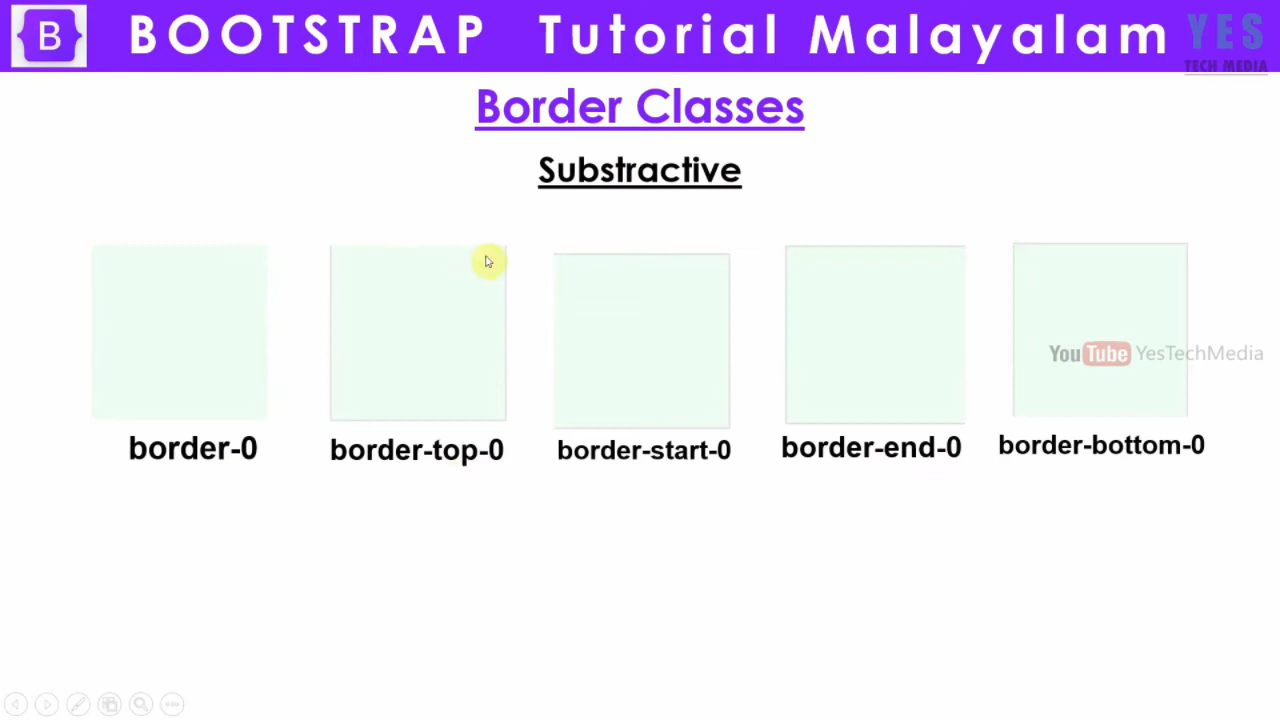 B BOOTSTRAP Tutorial Malayalam YES
TECH MEDIA
Border Classes
Substractive
YouTube YesTechMedia
border-0 border-top-0 border-start-0 border-end-0 border-bottom-0